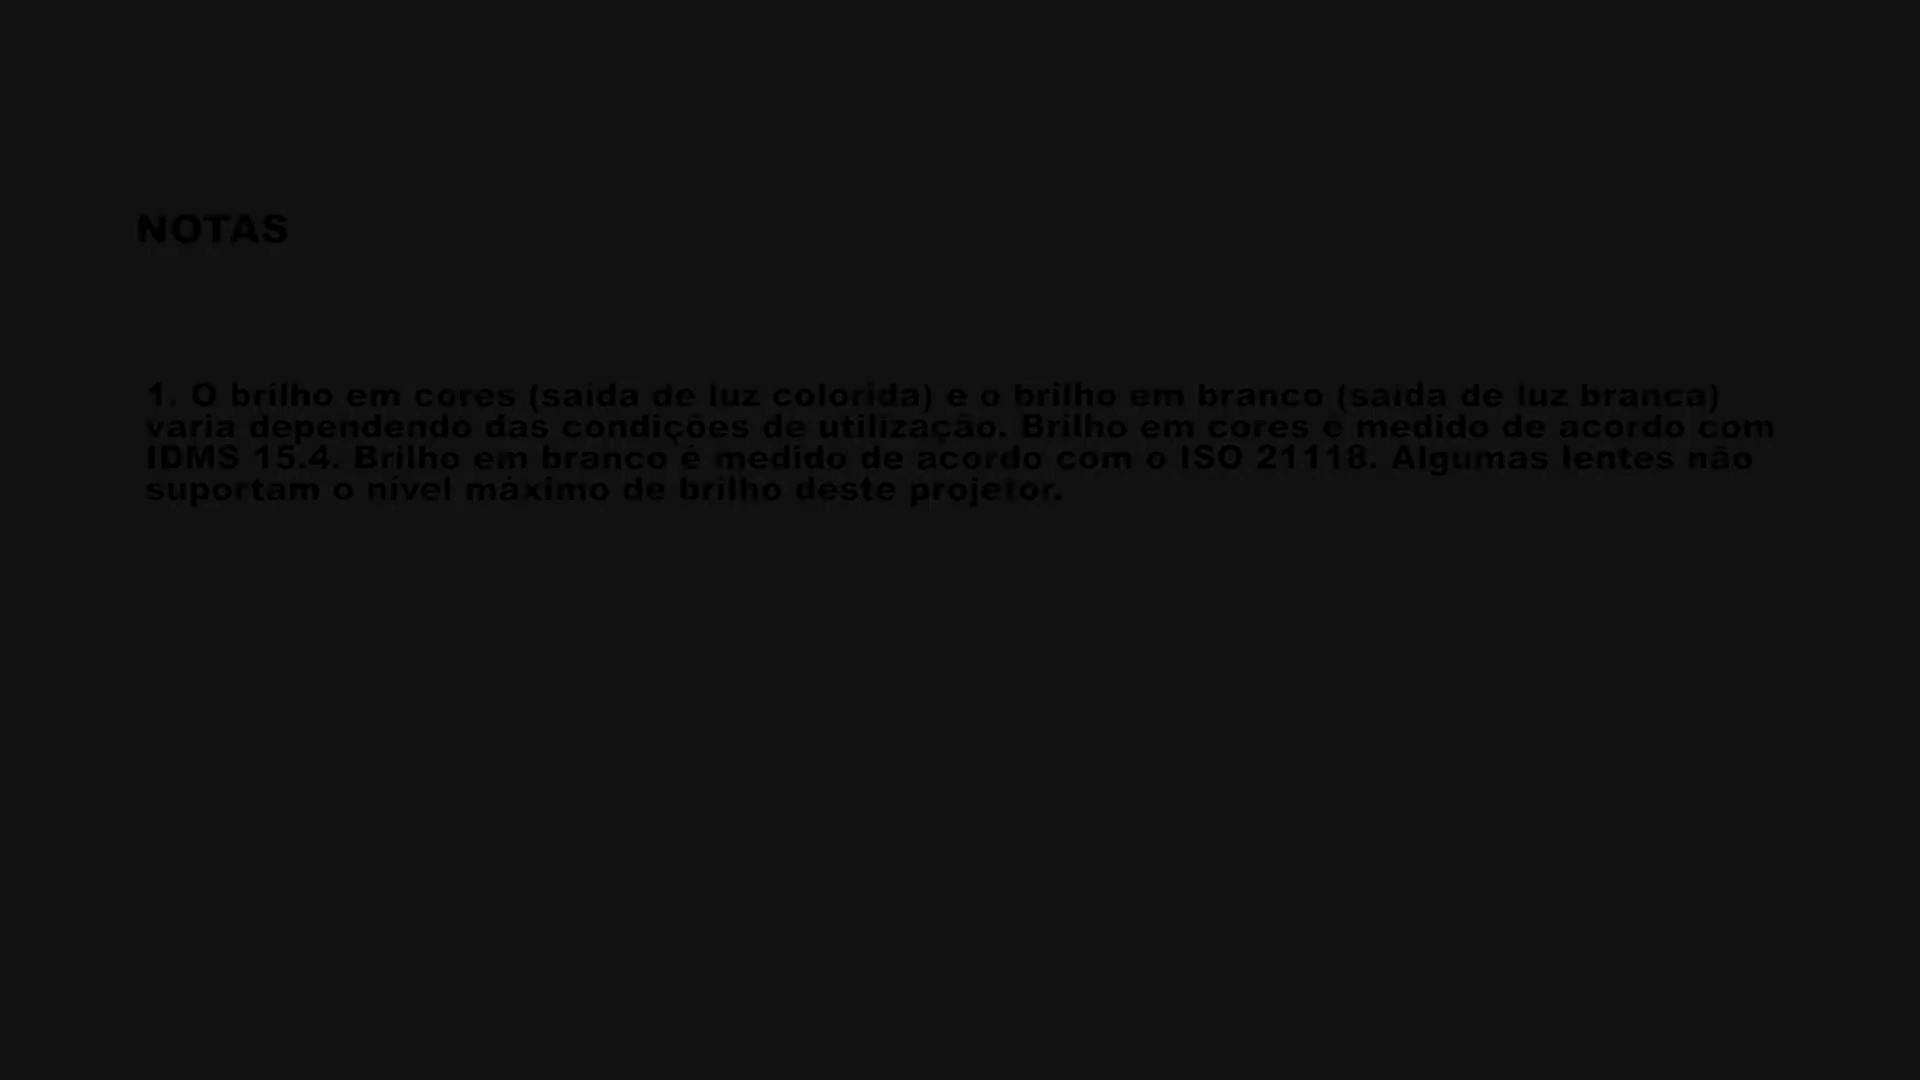 NOTAS
1. O brilho em cores (saída de luz colorida) e o brilho em branco (saída de luz branca)
varia dependendo das condições de utilização. Brilho em cores é medido de acordo com
IDMS 15.4. Brilho em branco é medido de acordo com o ISO 21118. Algumas lentes não
suportam o nível máximo de brilho deste projetor.